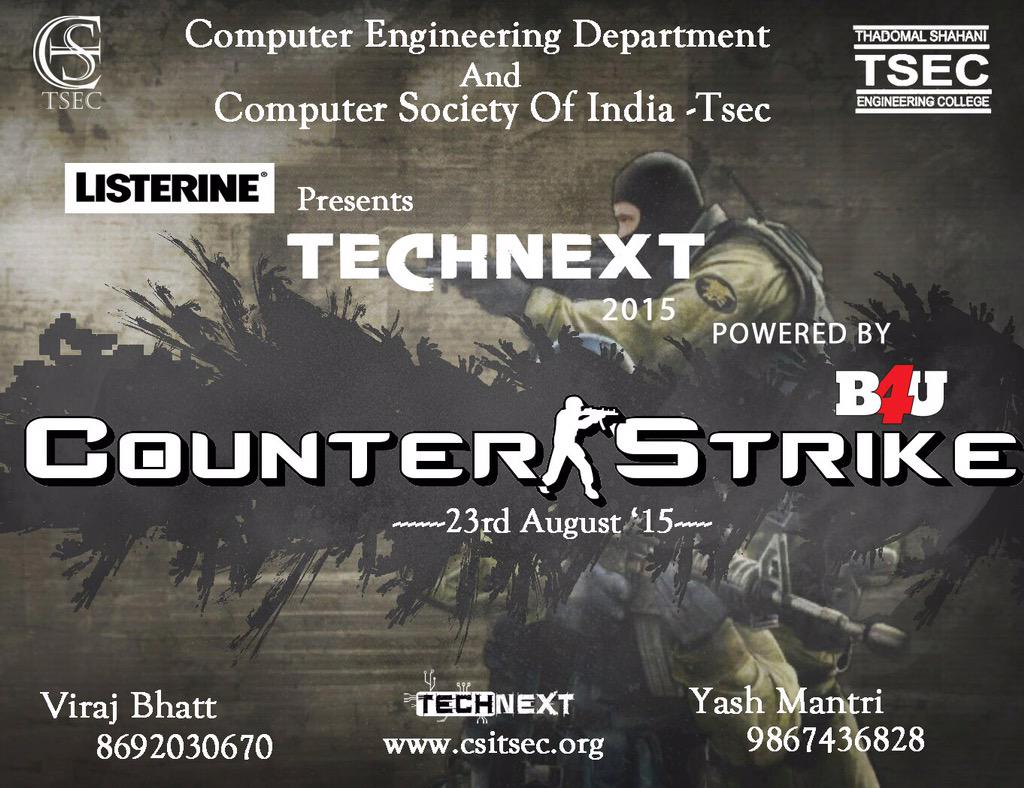 Computer Engineering Department
And
Computer Society Of India -Tsec
CSI
TSEC
THADOMAL SHAHANI
TSEC
ENGINEERING COLLEGE
LISTERINE®
Presents
TECHNEXT
2015
POWERED BY
B4U
COUNTER STRIKE
------23rd August ‘15-----
Viraj Bhatt
8692030670
TECHNEXT
www.csitsec.org
Yash Mantri
9867436828